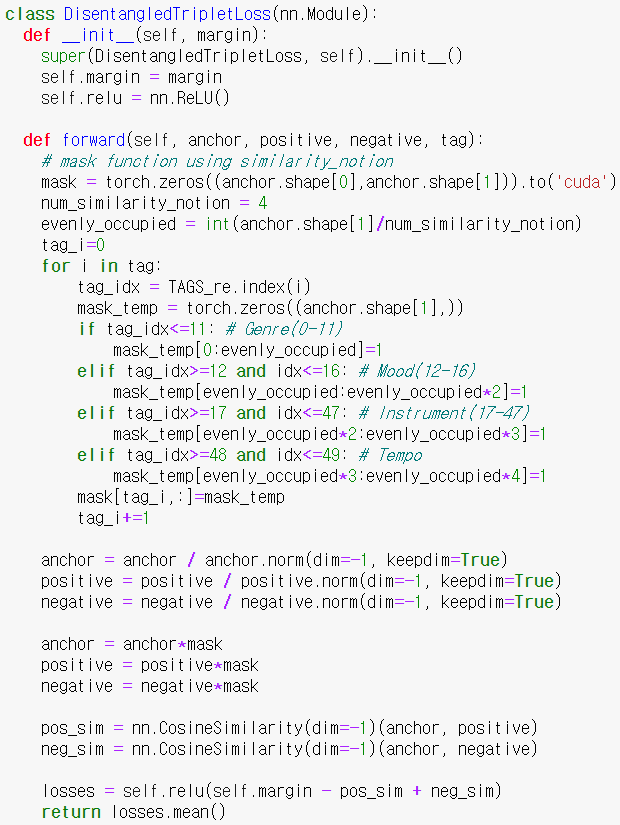 class DisentangledTripletLoss(nn.Module):
  def __init__(self, margin):
    super(DisentangledTripletLoss, self).__init__()
    self.margin = margin
    self.relu = nn.ReLU()

  def forward(self, anchor, positive, negative, tag):
    # mask function using similarity_notion
    mask = torch.zeros((anchor.shape[0],anchor.shape[1])).to('cuda')
    num_similarity_notion = 4
    evenly_occupied = int(anchor.shape[1]/num_similarity_notion)
    tag_i=0
    for i in tag:
        tag_idx = TAGS_re.index(i)
        mask_temp = torch.zeros((anchor.shape[1],))
        if tag_idx<=11: # Genre(0-11)
            mask_temp[0:evenly_occupied]=1
        elif tag_idx>=12 and idx<=16: # Mood(12-16)
            mask_temp[evenly_occupied:evenly_occupied*2]=1
        elif tag_idx>=17 and idx<=47: # Instrument(17-47)
            mask_temp[evenly_occupied*2:evenly_occupied*3]=1
        elif tag_idx>=48 and idx<=49: # Tempo
            mask_temp[evenly_occupied*3:evenly_occupied*4]=1
        mask[tag_i,:]=mask_temp
        tag_i+=1

    anchor = anchor / anchor.norm(dim=-1, keepdim=True)
    positive = positive / positive.norm(dim=-1, keepdim=True)
    negative = negative / negative.norm(dim=-1, keepdim=True)

    anchor = anchor*mask
    positive = positive*mask
    negative = negative*mask

    pos_sim = nn.CosineSimilarity(dim=-1)(anchor, positive)
    neg_sim = nn.CosineSimilarity(dim=-1)(anchor, negative)

    losses = self.relu(self.margin - pos_sim + neg_sim)
    return losses.mean()